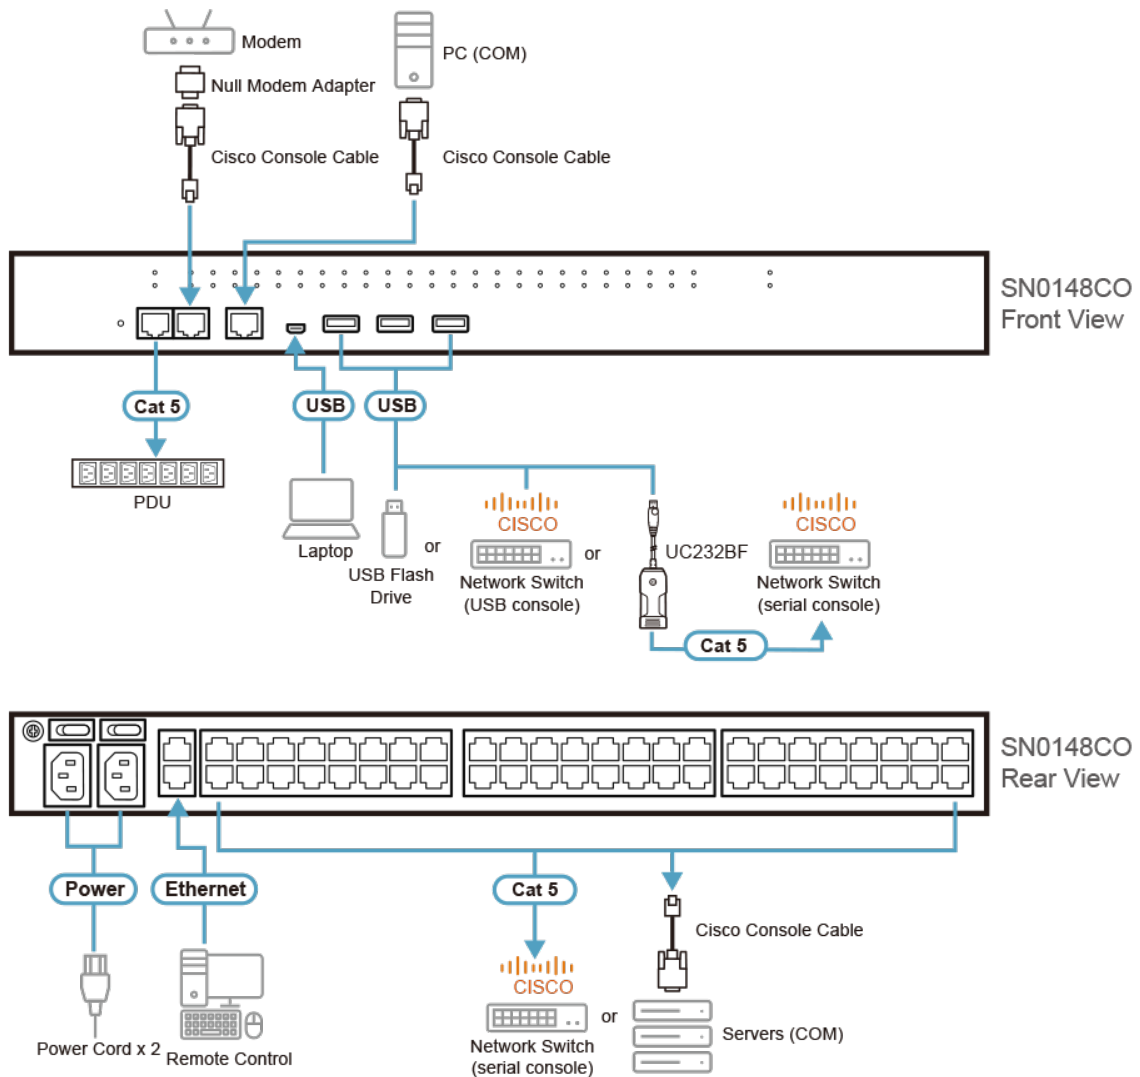 Modem
PC (COM)
Null Modem Adapter
Cisco Console Cable
Cisco Console Cable
SN0148CO
Front View
Cat 5
USB
USB
PDU
CISCO
CISCO
Laptop
or
or
UC232BF
USB Flash
Drive
Network Switch
(USB console)
Network Switch
(serial console)
Cat 5
SN0148CO
Rear View
Power
Ethernet
Cat 5
Cisco Console Cable
CISCO
or
Servers (COM)
Power Cord x 2
Remote Control
Network Switch
(serial console)